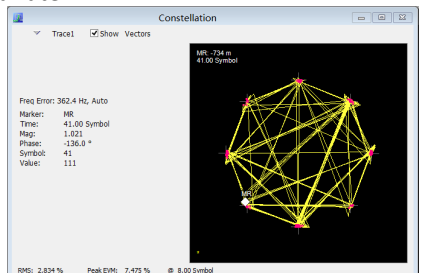 Constellation
Trace1 Show Vectors
MR: -734 m
41.00 Symbol
Freq Error: 362.4 Hz, Auto
Marker: MR
Time: 41.00 Symbol
Mag: 1.021
Phase: -136.0 °
Symbol: 41
Value: 111
MR
RMS: 2.834 % Peak EVM: 7.475 % @ 8.00 Symbol